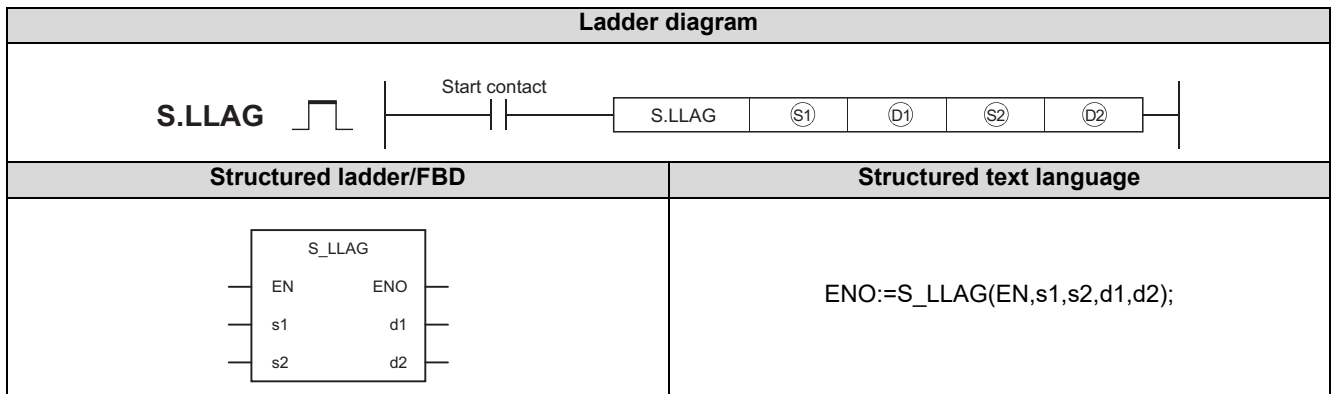 Ladder diagram
Start contact
S.LLAG S.LLAG S1 D1 S2 D2
Structured ladder/FBD Structured text language
S_LLAG
EN ENO
s1 d1
s2 d2
ENO:=S_LLAG(EN,s1,s2,d1,d2);